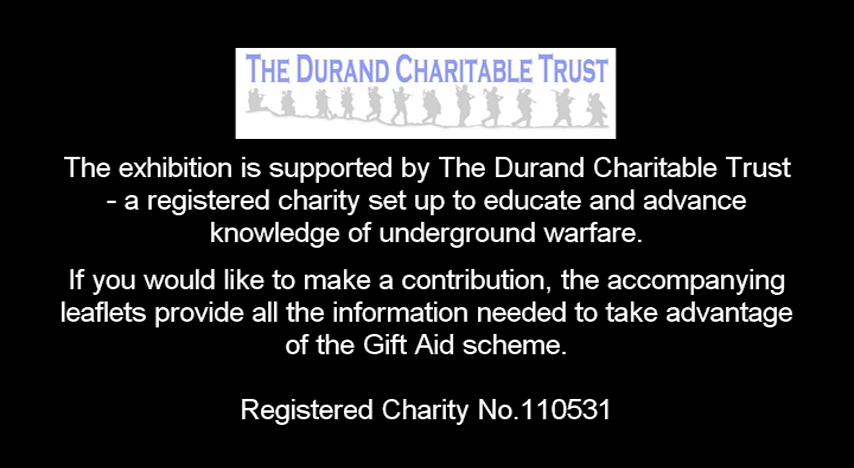 THE DURAND CHARITABLE TRUST
The exhibition is supported by The Durand Charitable Trust
- a registered charity set up to educate and advance
knowledge of underground warfare.
If you would like to make a contribution, the accompanying
leaflets provide all the information needed to take advantage
of the Gift Aid scheme.
Registered Charity No.110531